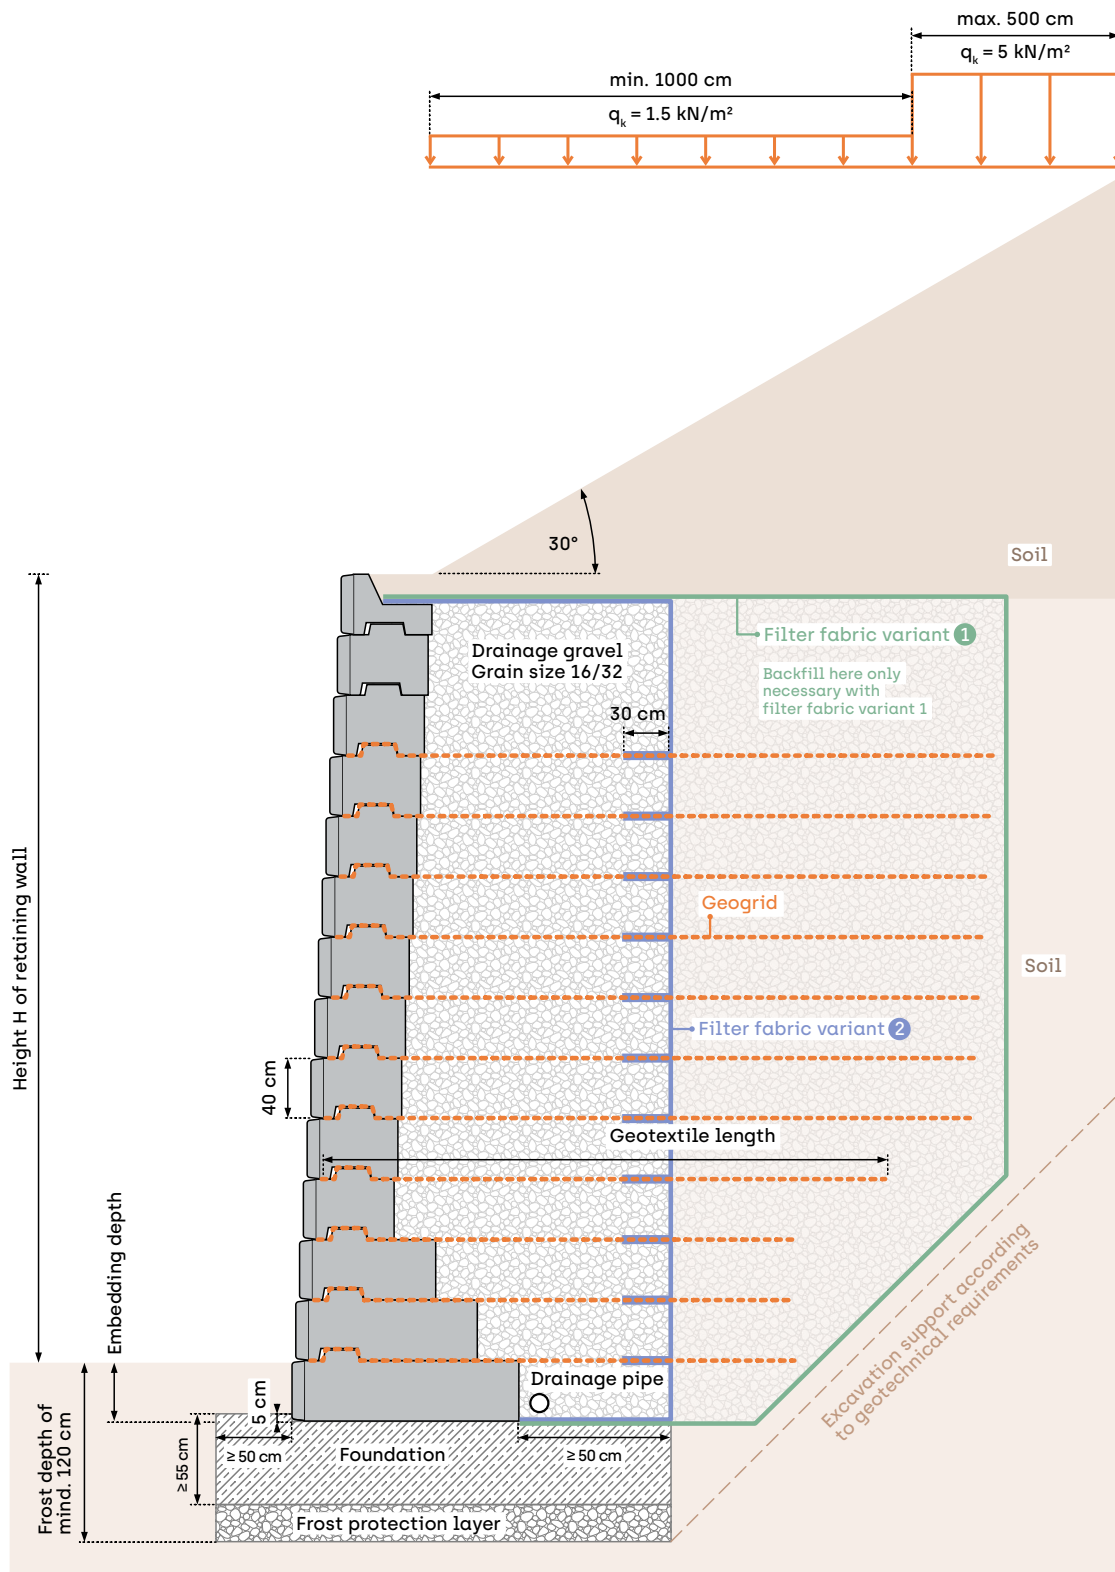 max. 500 cm
qk = 5 kN/m²
min. 1000 cm
qk = 1.5 kN/m²
30°
Soil
Filter fabric variant 1
Drainage gravel
Grain size 16/32
Backfill here only
necessary with
filter fabric variant 1
30 cm
Geogrid
Soil
Filter fabric variant 2
Height H of retaining wall
40 cm
Geotextile length
Embedding depth
Excavation support according
to geotechnical requirements
Drainage pipe
5 cm
Frost depth of
mind. 120 cm
≥ 55 cm
≥ 50 cm
Foundation
≥ 50 cm
Frost protection layer